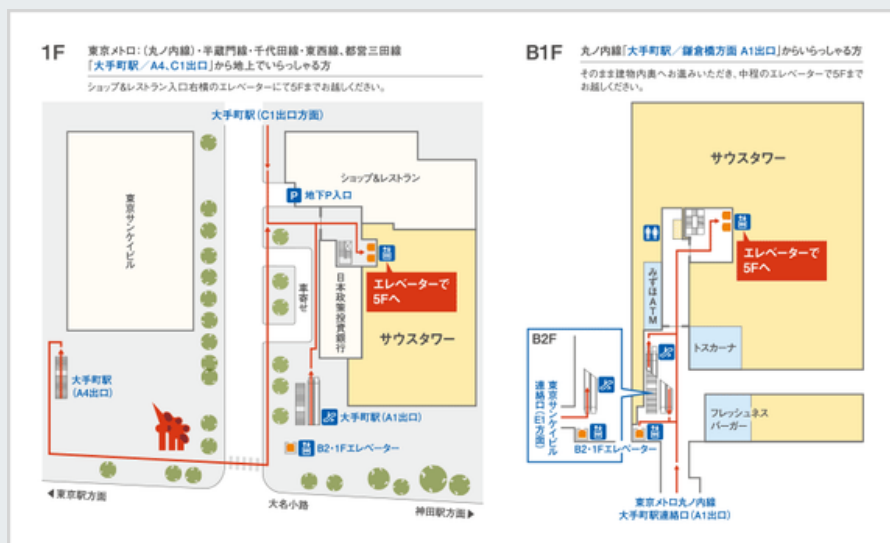 1F
東京メトロ:(丸ノ内線)・半蔵門線・千代田線・東西線、都営三田線
「大手町駅/A4、C1出口」から地上でいらっしゃる方
ショップ&レストラン入口右横のエレベーターにて5Fまでお越しください。
大手町駅(C1出口方面)
ショップ&レストラン
P 地下P入口
東京サンケイビル
エレベーターで
5Fへ
車寄せ
日本政策投資銀行
サウスタワー
大手町駅
(A4出口)
大手町駅(A1出口)
B2・1Fエレベーター
東京駅方面
大名小路
神田駅方面
B1F
丸ノ内線「大手町駅/鎌倉橋方面 A1出口」からいらっしゃる方
そのまま建物内奥へお進みいただき、中程のエレベーターで5Fまで
お越しください。
サウスタワー
エレベーターで
5Fへ
みずほATM
トスカーナ
B2F
東京サンケイビル
連絡口(E1方面)
フレッシュネス
バーガー
B2・1Fエレベーター
東京メトロ丸ノ内線
大手町駅連絡口(A1出口)